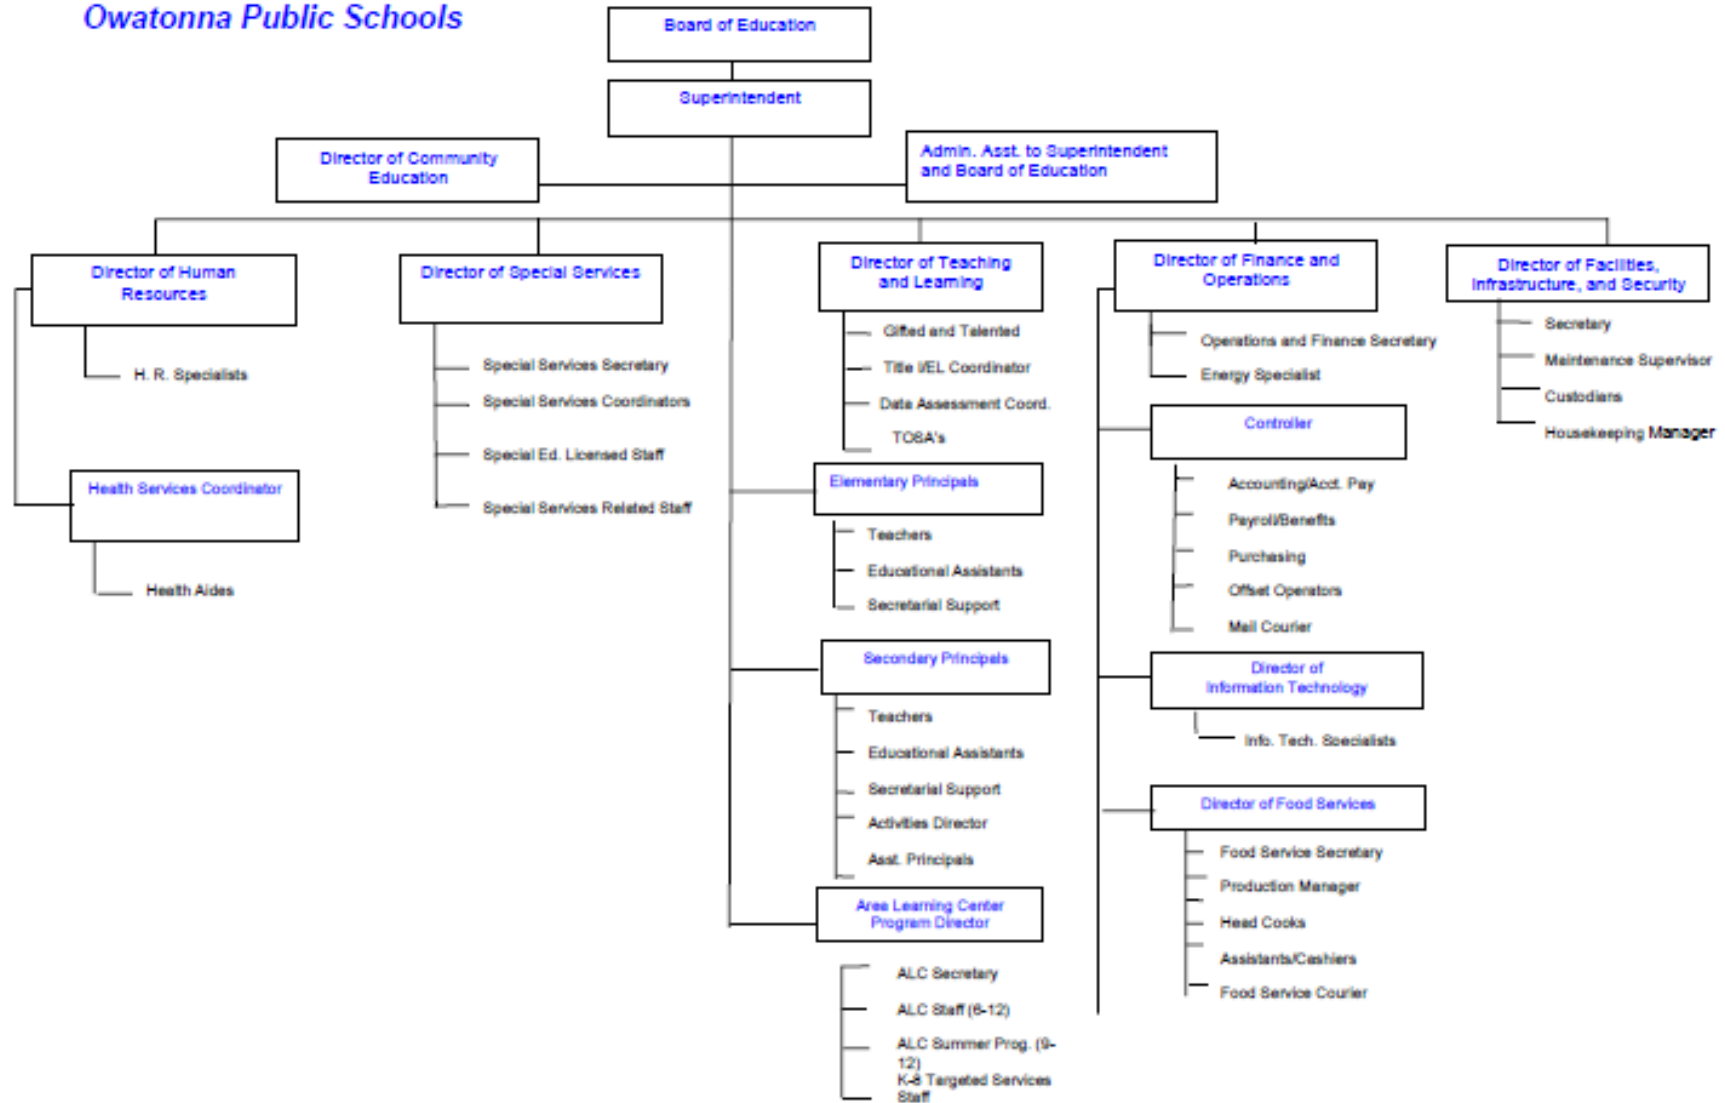 Owatonna Public Schools
Board of Education
Superintendent
Director of Community
Education
Admin. Asst. to Superintendent
and Board of Education
Director of Human
Resources
H. R. Specialists
Health Services Coordinator
Health Aides
Director of Special Services
Special Services Secretary
Special Services Coordinators
Special Ed. Licensed Staff
Special Services Related Staff
Director of Teaching
and Learning
Gifted and Talented
Title I/EL Coordinator
Data Assessment Coord.
TOSA's
Elementary Principals
Teachers
Educational Assistants
Secretarial Support
Secondary Principals
Teachers
Educational Assistants
Secretarial Support
Activities Director
Asst. Principals
Area Learning Center
Program Director
ALC Secretary
ALC Staff (6-12)
ALC Summer Prog. (9-
12)
K-8 Targeted Services
Staff
Director of Finance and
Operations
Operations and Finance Secretary
Energy Specialist
Controller
Accounting/Acct. Pay
Payroll/Benefits
Purchasing
Offset Operators
Mail Courier
Director of
Information Technology
Info. Tech. Specialists
Director of Food Services
Food Service Secretary
Production Manager
Head Cooks
Assistants/Cashiers
Food Service Courier
Director of Facilities,
Infrastructure, and Security
Secretary
Maintenance Supervisor
Custodians
Housekeeping Manager